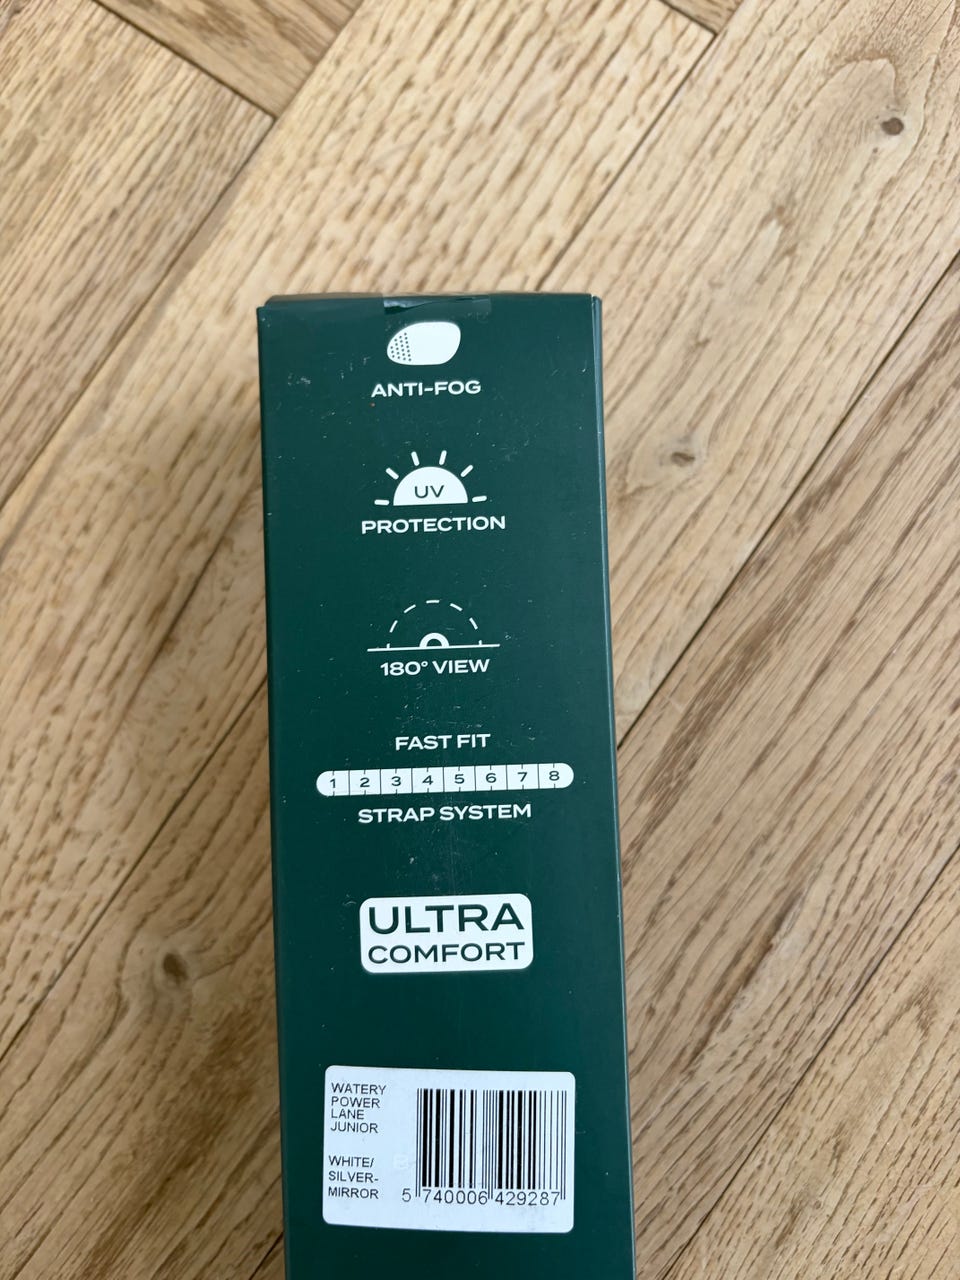 ANTI-FOG
UV
PROTECTION
180° VIEW
FAST FIT
1 2 3 4 5 6 7 8
STRAP SYSTEM
ULTRA
COMFORT
WATERY
POWER
LANE
JUNIOR
WHITE/
SILVER-
MIRROR
5 740006 429287